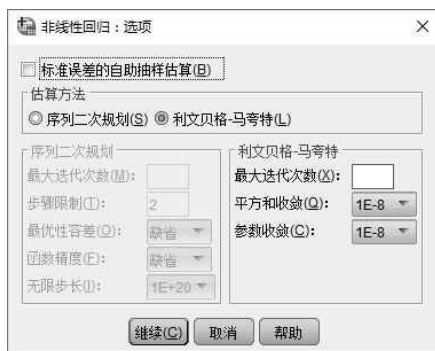 非线性回归：选项
标准误差的自助抽样估算(B)
估算方法
序列二次规划(S) 利文贝格-马夸特(L)
序列二次规划
最大迭代次数(M):
步骤限制(T): 2
最优性容差(O): 缺省
函数精度(F): 缺省
无限步长(I): 1E+20
利文贝格-马夸特
最大迭代次数(X):
平方和收敛(Q): 1E-8
参数收敛(C): 1E-8
继续(C) 取消 帮助